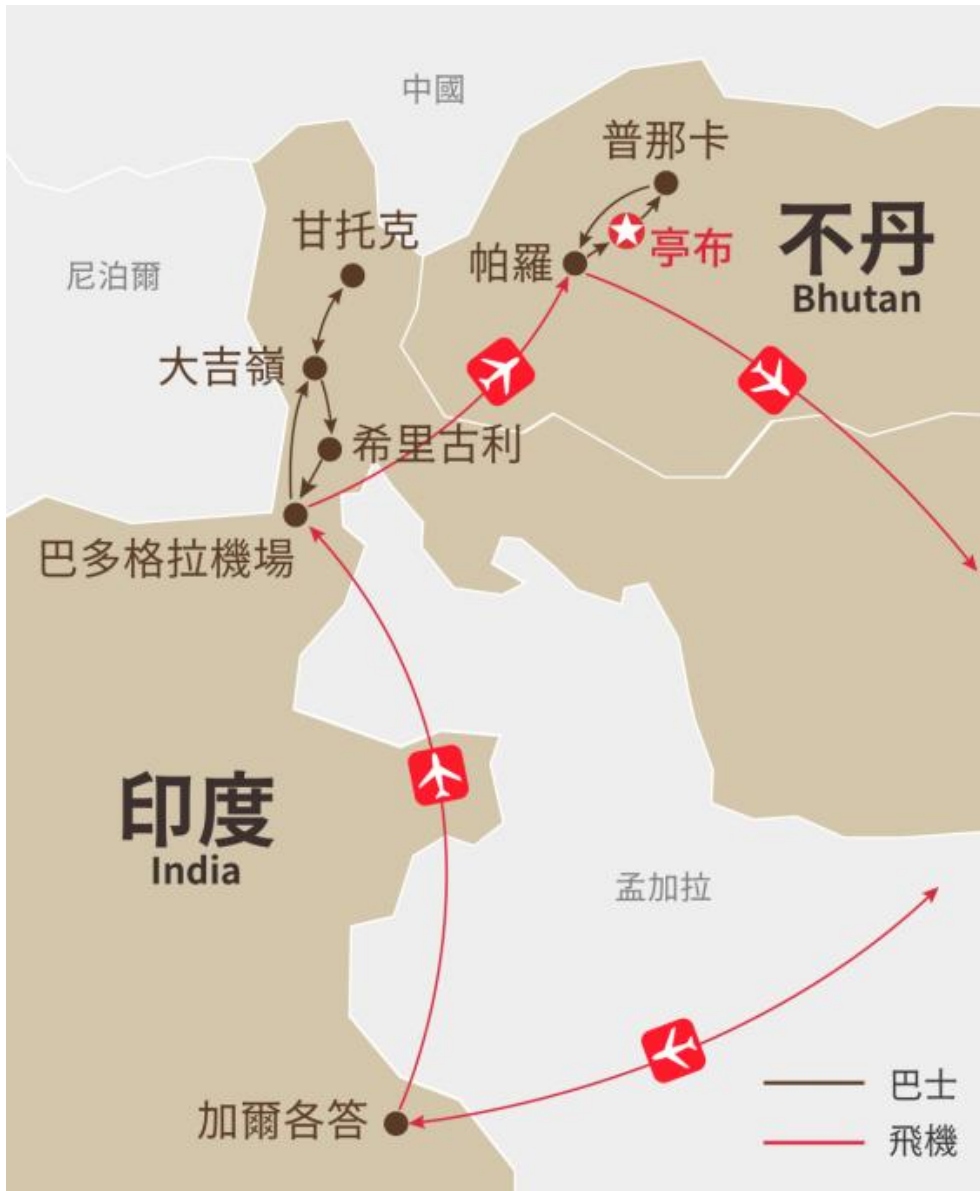 中國
普那卡
甘托克
不丹
Bhutan
亭布
帕羅
尼泊爾
大吉嶺
希里古利
巴多格拉機場
印度
India
孟加拉
加爾各答
巴士
飛機